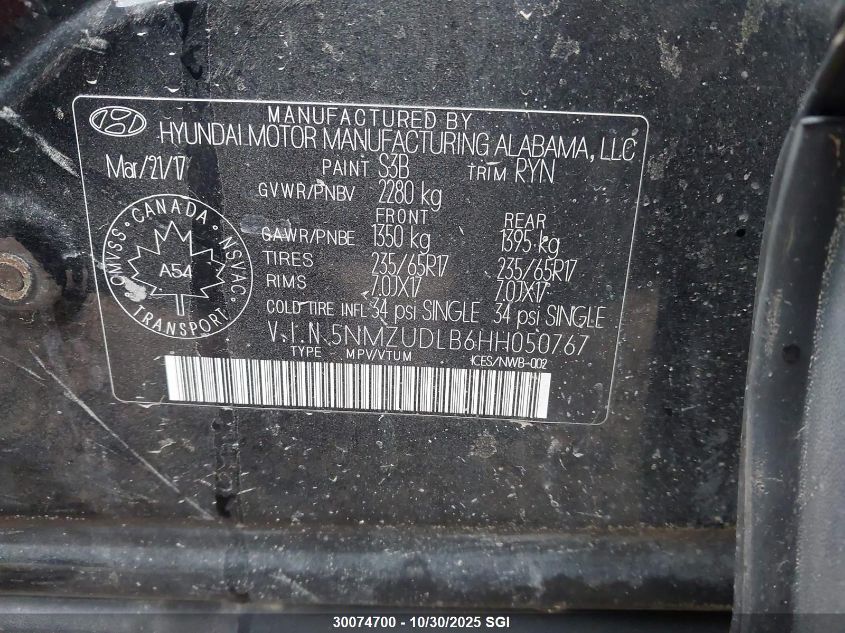 MANUFACTURED BY
HYUNDAI MOTOR MANUFACTURING ALABAMA, LLC
Mar/21/17 PAINT S3B TRIM RYN
GVWR/PNBV 2280 kg
FRONT REAR
GAWR/PNBE 1350 kg 1395 kg
TIRES 235/65R17 235/65R17
RIMS 7.0JX17 7.0JX17
COLD TIRE INFL 34 psi SINGLE 34 psi SINGLE
V.I.N.5NMZUDLB6HH050767
TYPE MPV/VTUM ICES/NWB-002
CMVSS · CANADA · NSVAC
A54
TRANSPORT
30074700 - 10/30/2025 SGI